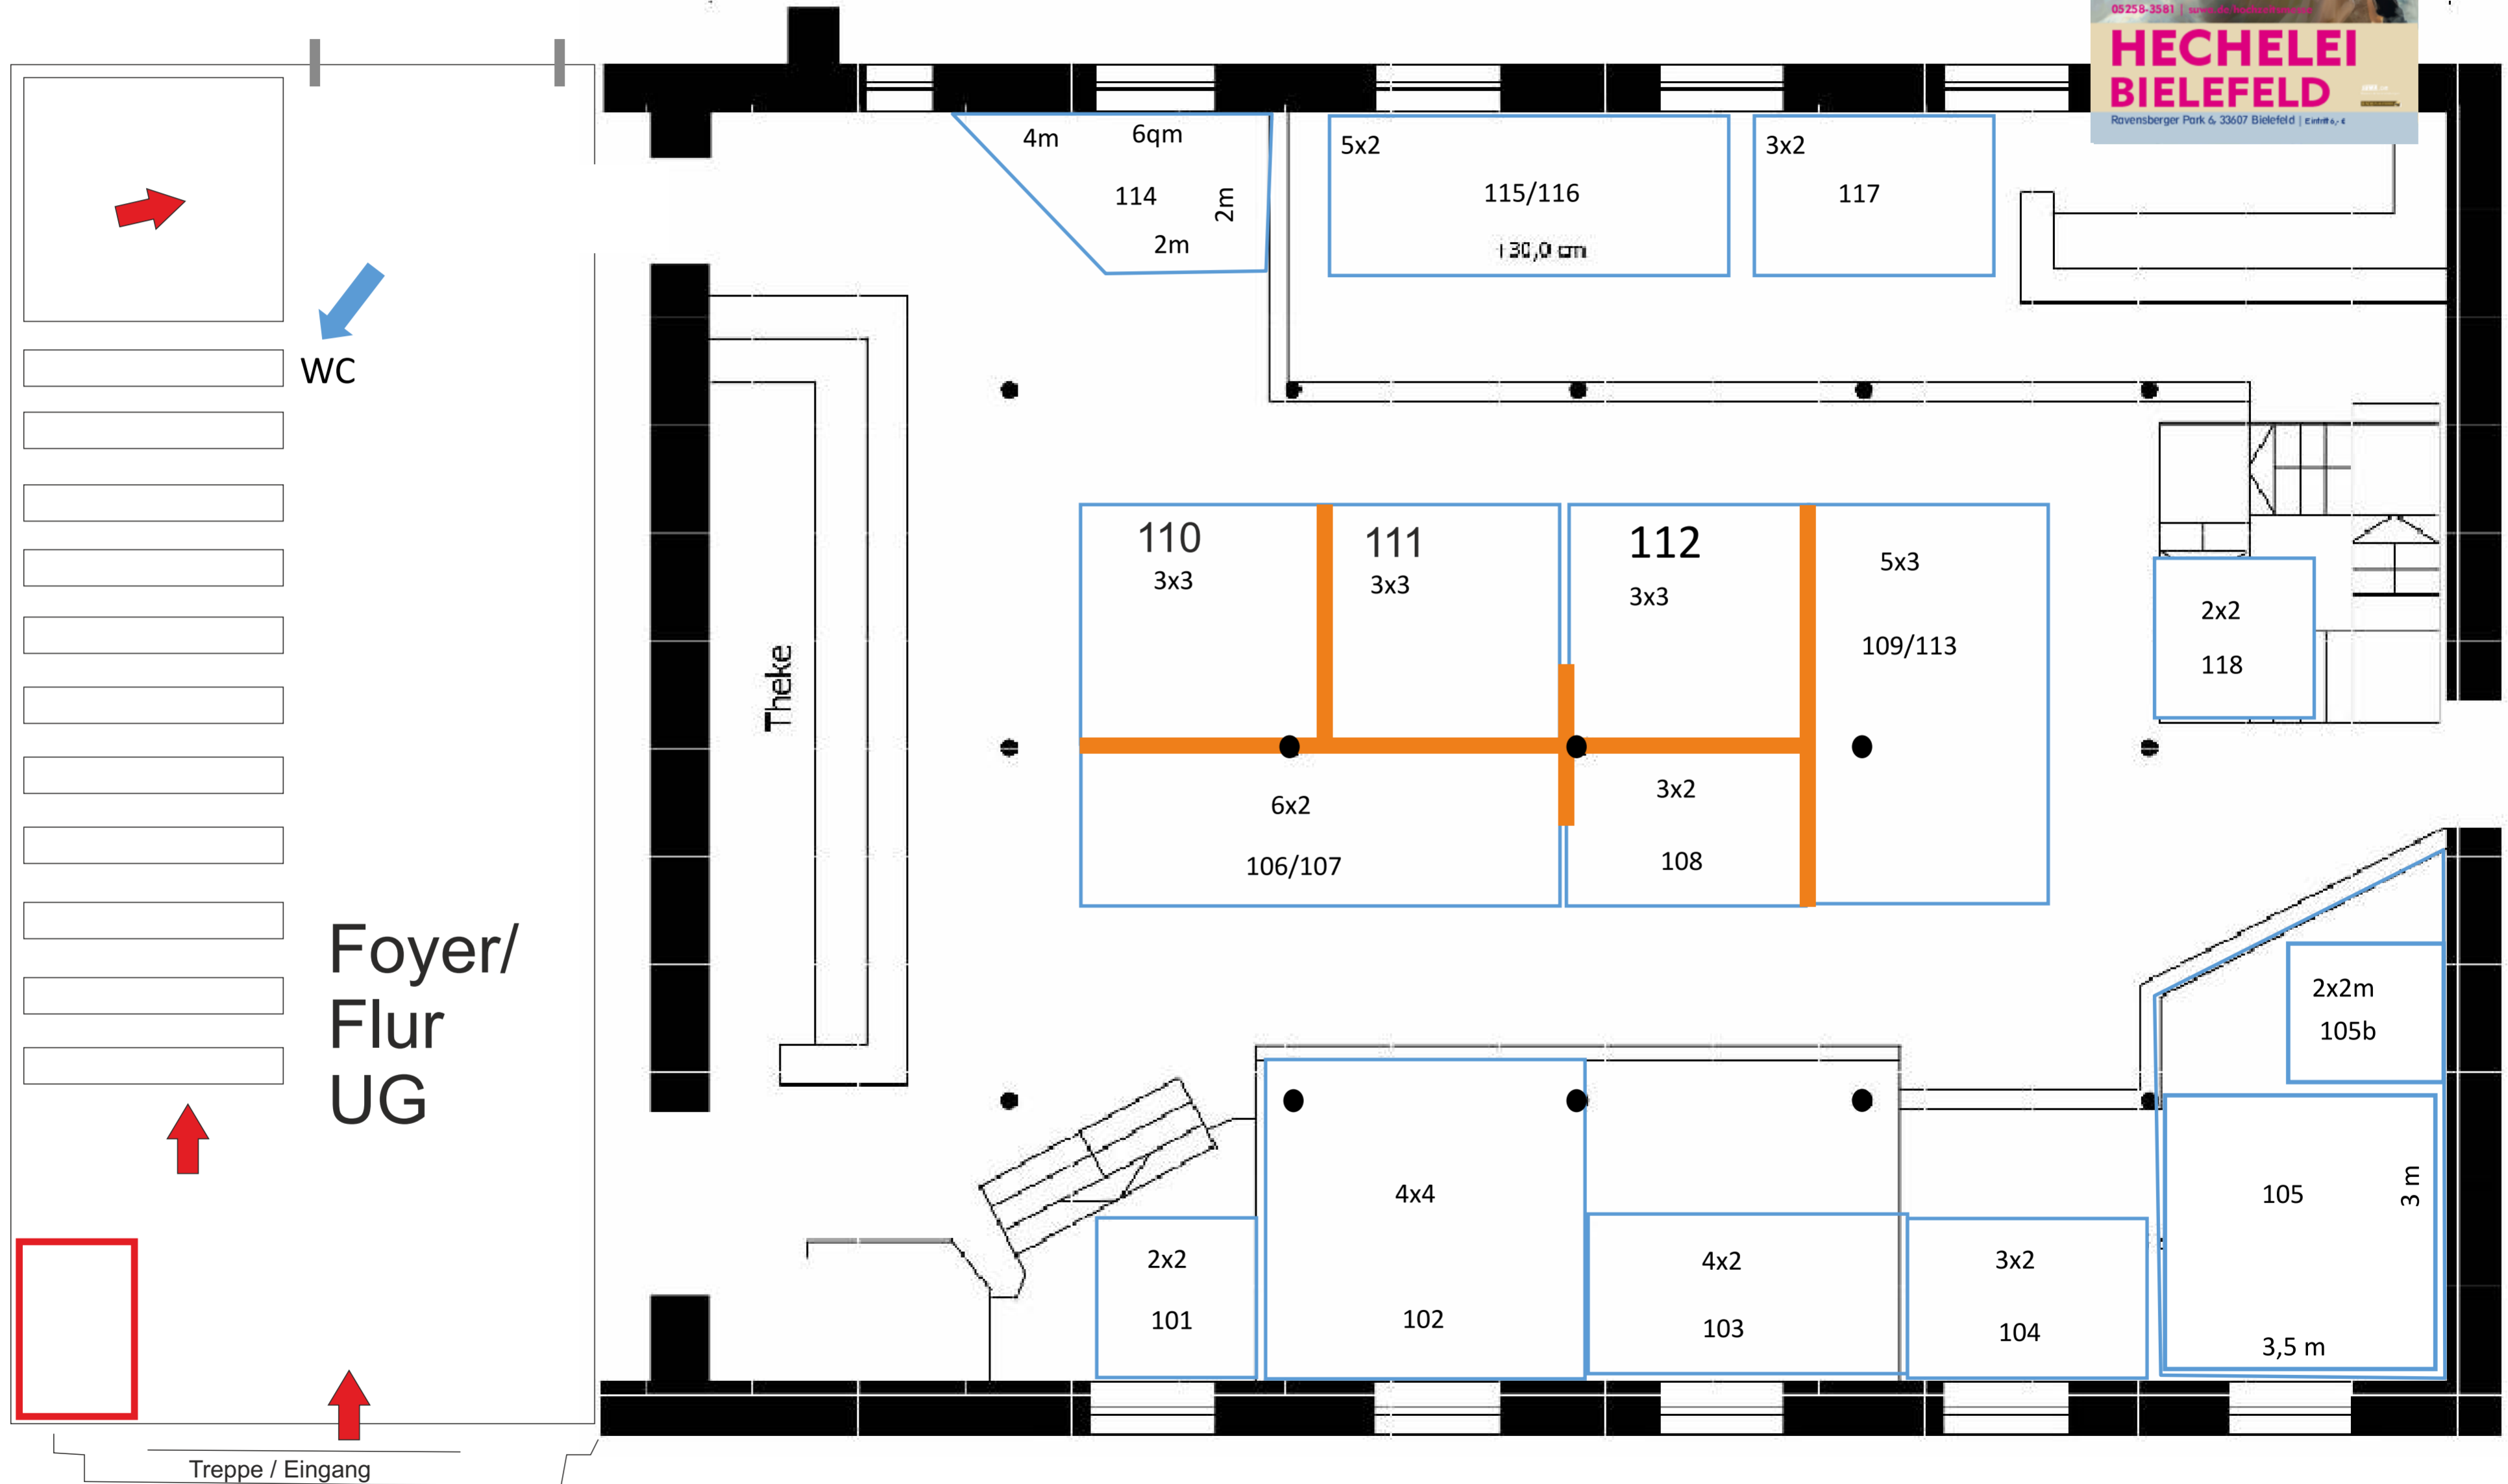 05258-3581 |
HECHELEI
BIELEFELD
Ravensberger Park 6, 33607 Bielefeld | Eintritt 6,- €
4m
6qm
114
2m
2m
5x2
115/116
130,0 cm
3x2
117
WC
110
3x3
111
3x3
112
3x3
5x3
109/113
2x2
118
Theke
6x2
106/107
3x2
108
Foyer/
Flur
UG
2x2m
105b
4x4
102
2x2
101
4x2
103
3x2
104
105
3 m
3,5 m
Treppe / Eingang